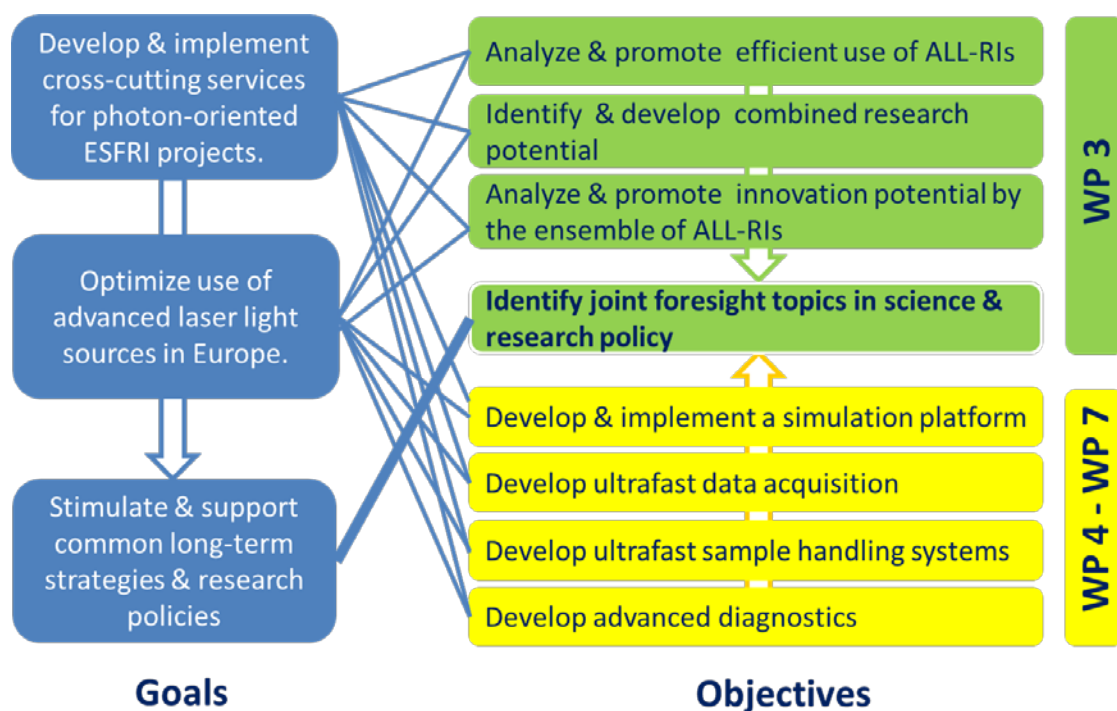 Develop & implement
cross-cutting services
for photon-oriented
ESFRI projects.
Optimize use of
advanced laser light
sources in Europe.
Stimulate & support
common long-term
strategies & research
policies
Goals
Analyze & promote efficient use of ALL-RIs
Identify & develop combined research
potential
Analyze & promote innovation potential by
the ensemble of ALL-RIs
Identify joint foresight topics in science &
research policy
Develop & implement a simulation platform
Develop ultrafast data acquisition
Develop ultrafast sample handling systems
Develop advanced diagnostics
Objectives
WP 3
WP 4 - WP 7